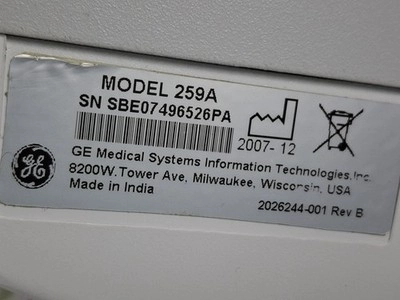 MODEL 259A
SN SBE07496526PA
2007-12
GE
GE Medical Systems Information Technologies, Inc.
8200W. Tower Ave, Milwaukee, Wisconsin, USA
Made in India
2026244-001 Rev B